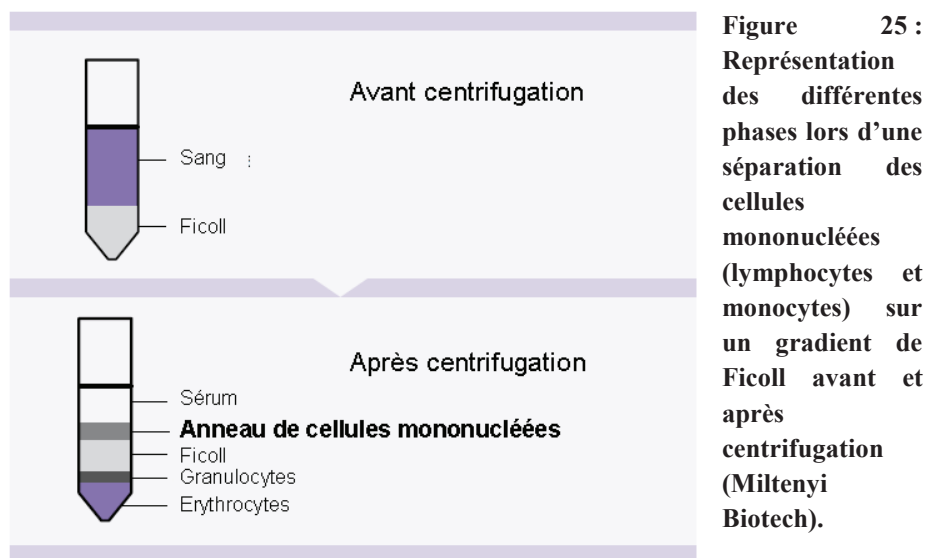 Avant centrifugation
Sang :
Ficoll
Après centrifugation
Sérum
Anneau de cellules mononucléées
Ficoll
Granulocytes
Erythrocytes
Figure 25 :
Représentation
des différentes
phases lors d’une
séparation des
cellules
mononucléées
(lymphocytes et
monocytes) sur
un gradient de
Ficoll avant et
après
centrifugation
(Miltenyi
Biotech).